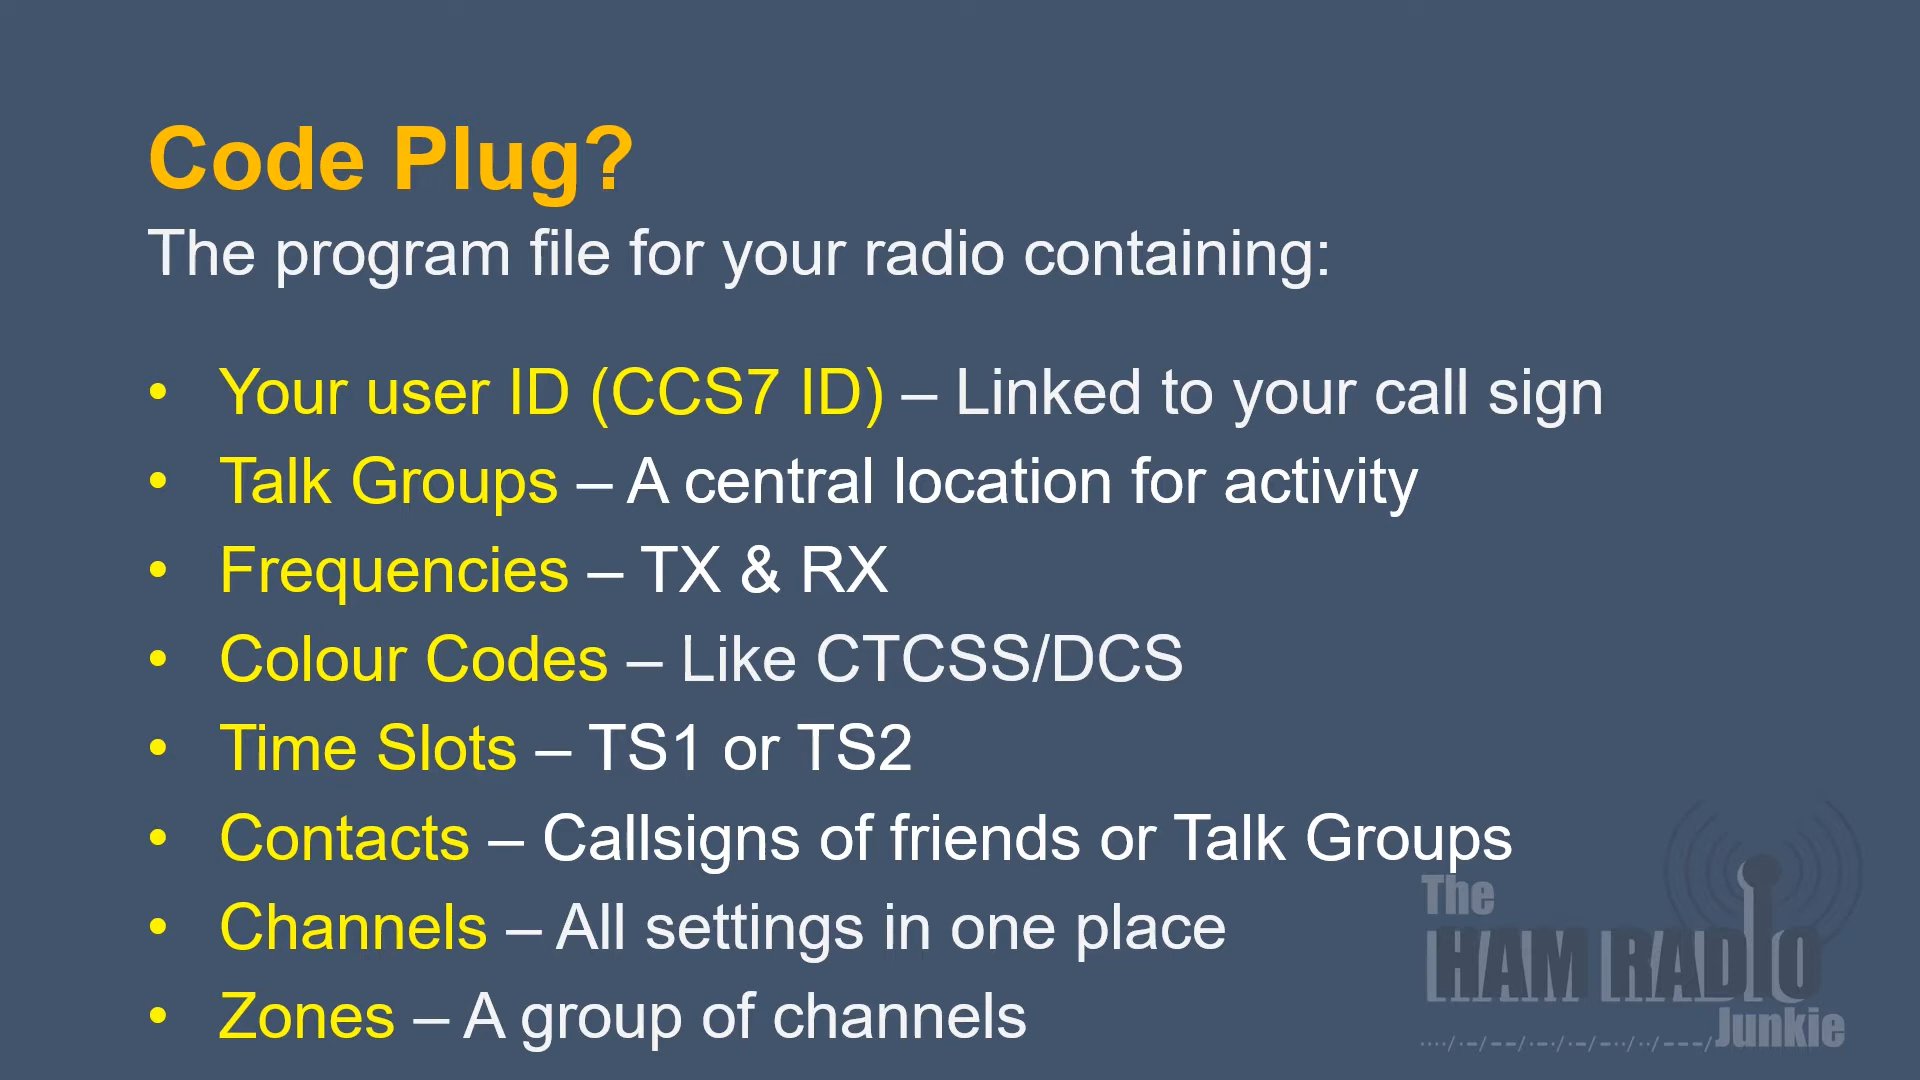 Code Plug?
The program file for your radio containing:
• Your user ID (CCS7 ID) – Linked to your call sign
• Talk Groups – A central location for activity
• Frequencies – TX & RX
• Colour Codes – Like CTCSS/DCS
• Time Slots – TS1 or TS2
• Contacts – Callsigns of friends or Talk Groups
• Channels – All settings in one place
• Zones – A group of channels
The
HAM RADIO
Junkie